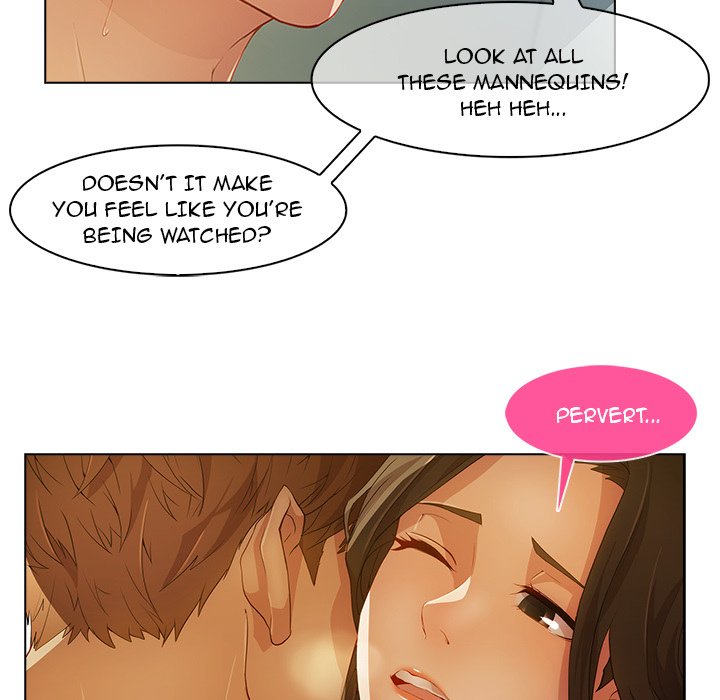 LOOK AT ALL
THESE MANNEQUINS!
HEH HEH...
DOESN'T IT MAKE
YOU FEEL LIKE YOU'RE
BEING WATCHED?
PERVERT...